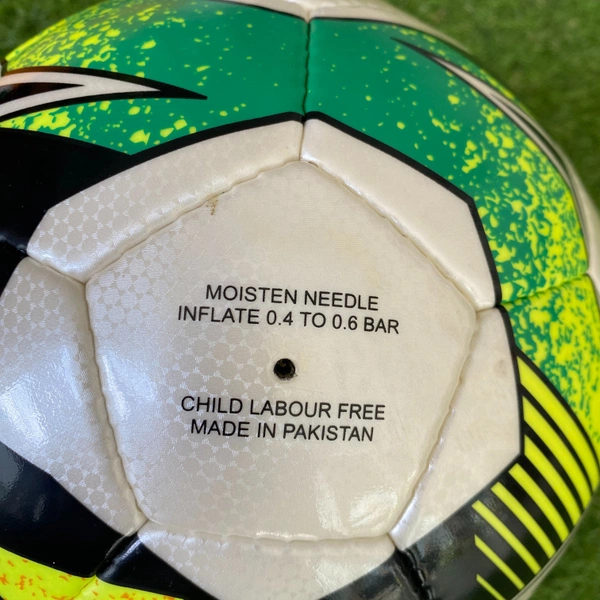 MOISTEN NEEDLE
INFLATE 0.4 TO 0.6 BAR
CHILD LABOUR FREE
MADE IN PAKISTAN